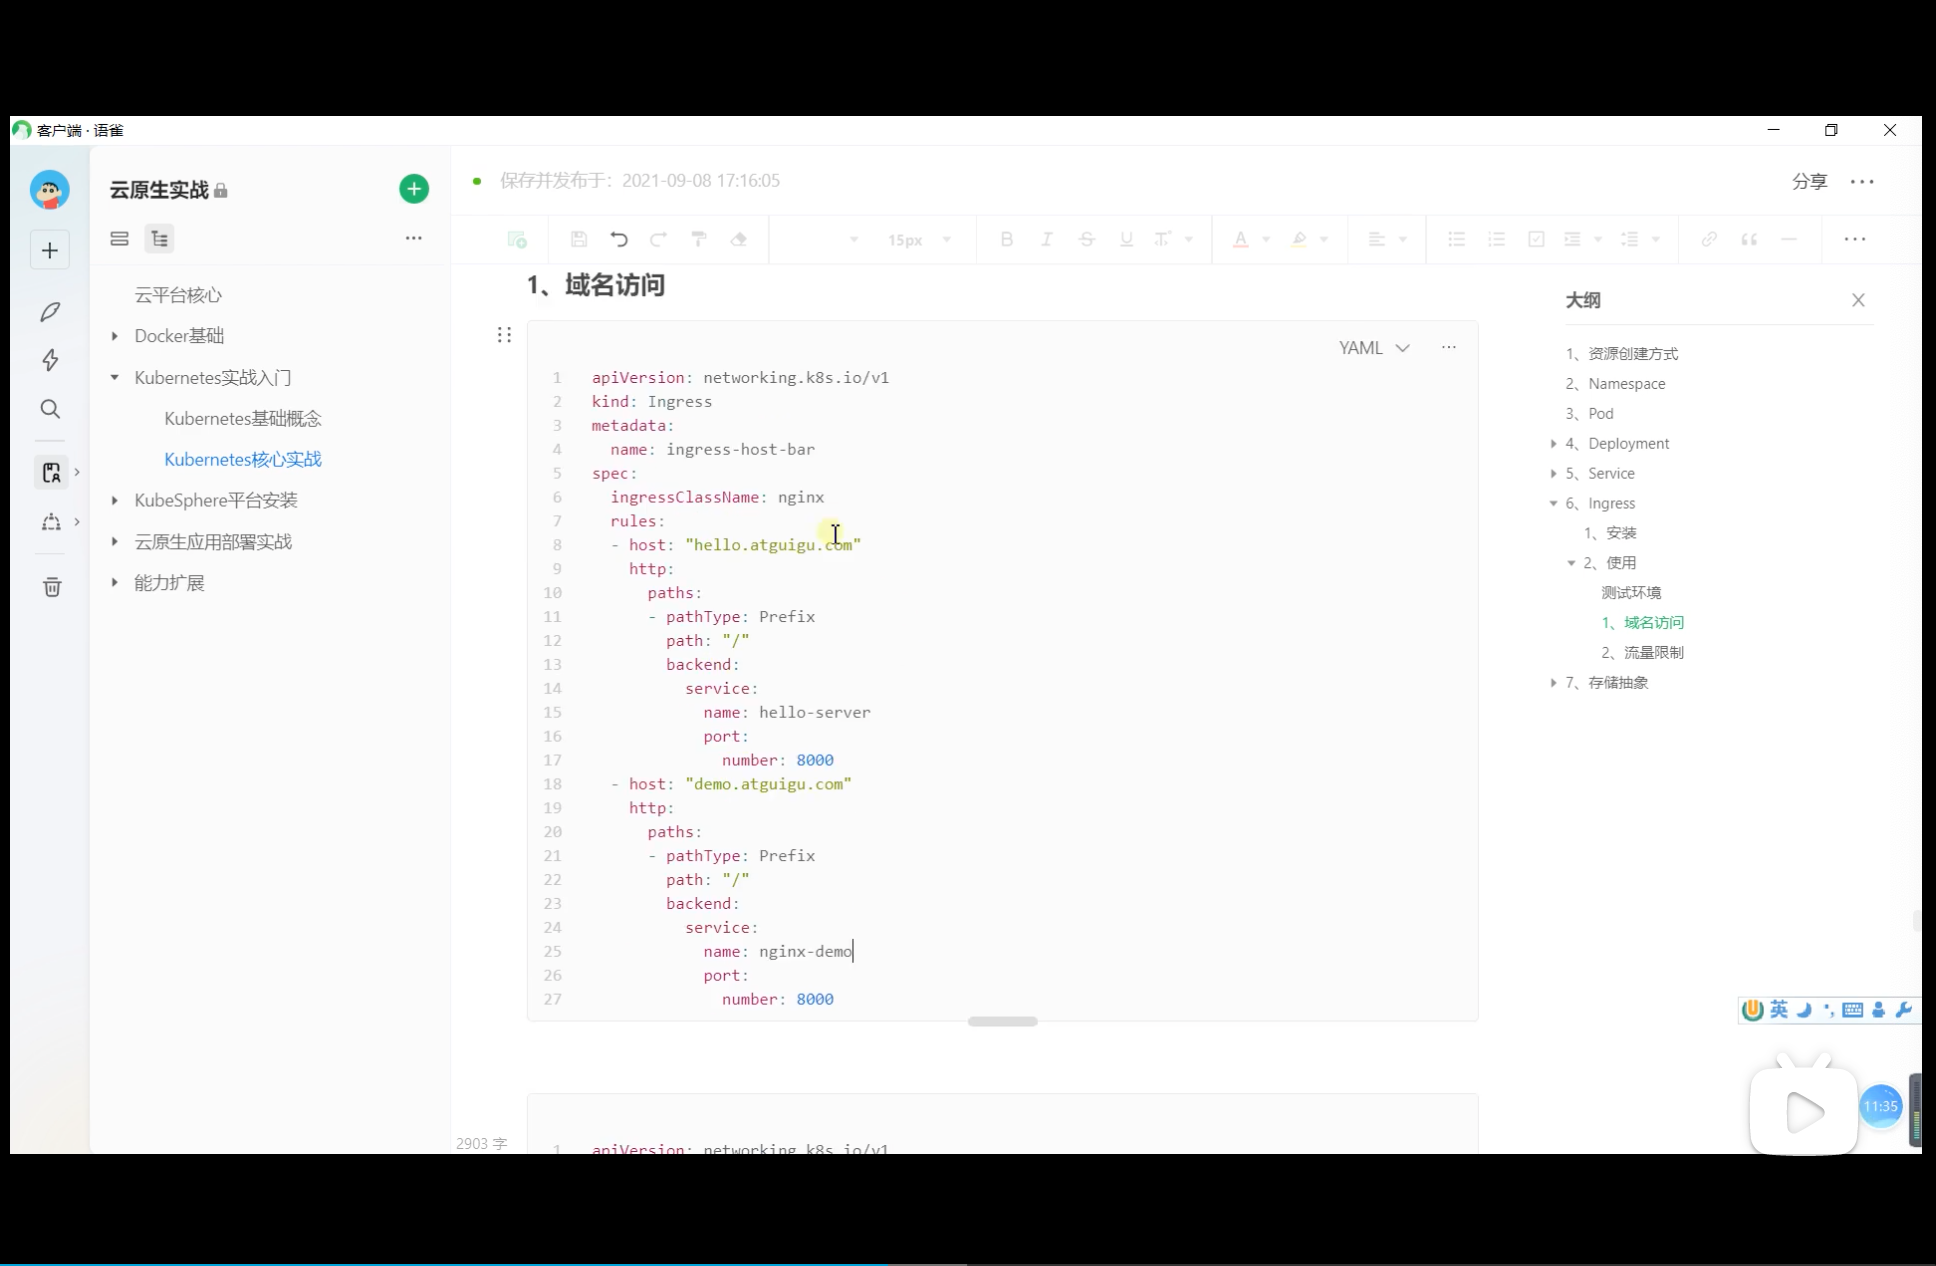 客户端 · 语雀
云原生实战
云平台核心
Docker基础
Kubernetes实战入门
Kubernetes基础概念
Kubernetes核心实战
KubeSphere平台安装
云原生应用部署实战
能力扩展
保存并发布于：2021-09-08 17:16:05
分享
15px
1、域名访问
YAML
1 apiVersion: networking.k8s.io/v1
2 kind: Ingress
3 metadata:
4   name: ingress-host-bar
5 spec:
6   ingressClassName: nginx
7   rules:
8   - host: "hello.atguigu.com"
9     http:
10       paths:
11       - pathType: Prefix
12         path: "/"
13         backend:
14           service:
15             name: hello-server
16             port:
17               number: 8000
18   - host: "demo.atguigu.com"
19     http:
20       paths:
21       - pathType: Prefix
22         path: "/"
23         backend:
24           service:
25             name: nginx-demo
26             port:
27               number: 8000
1 apiVersion: networking.k8s.io/v1
2903 字
大纲
1、资源创建方式
2、Namespace
3、Pod
4、Deployment
5、Service
6、Ingress
1、安装
2、使用
测试环境
1、域名访问
2、流量限制
7、存储抽象
英
11:35